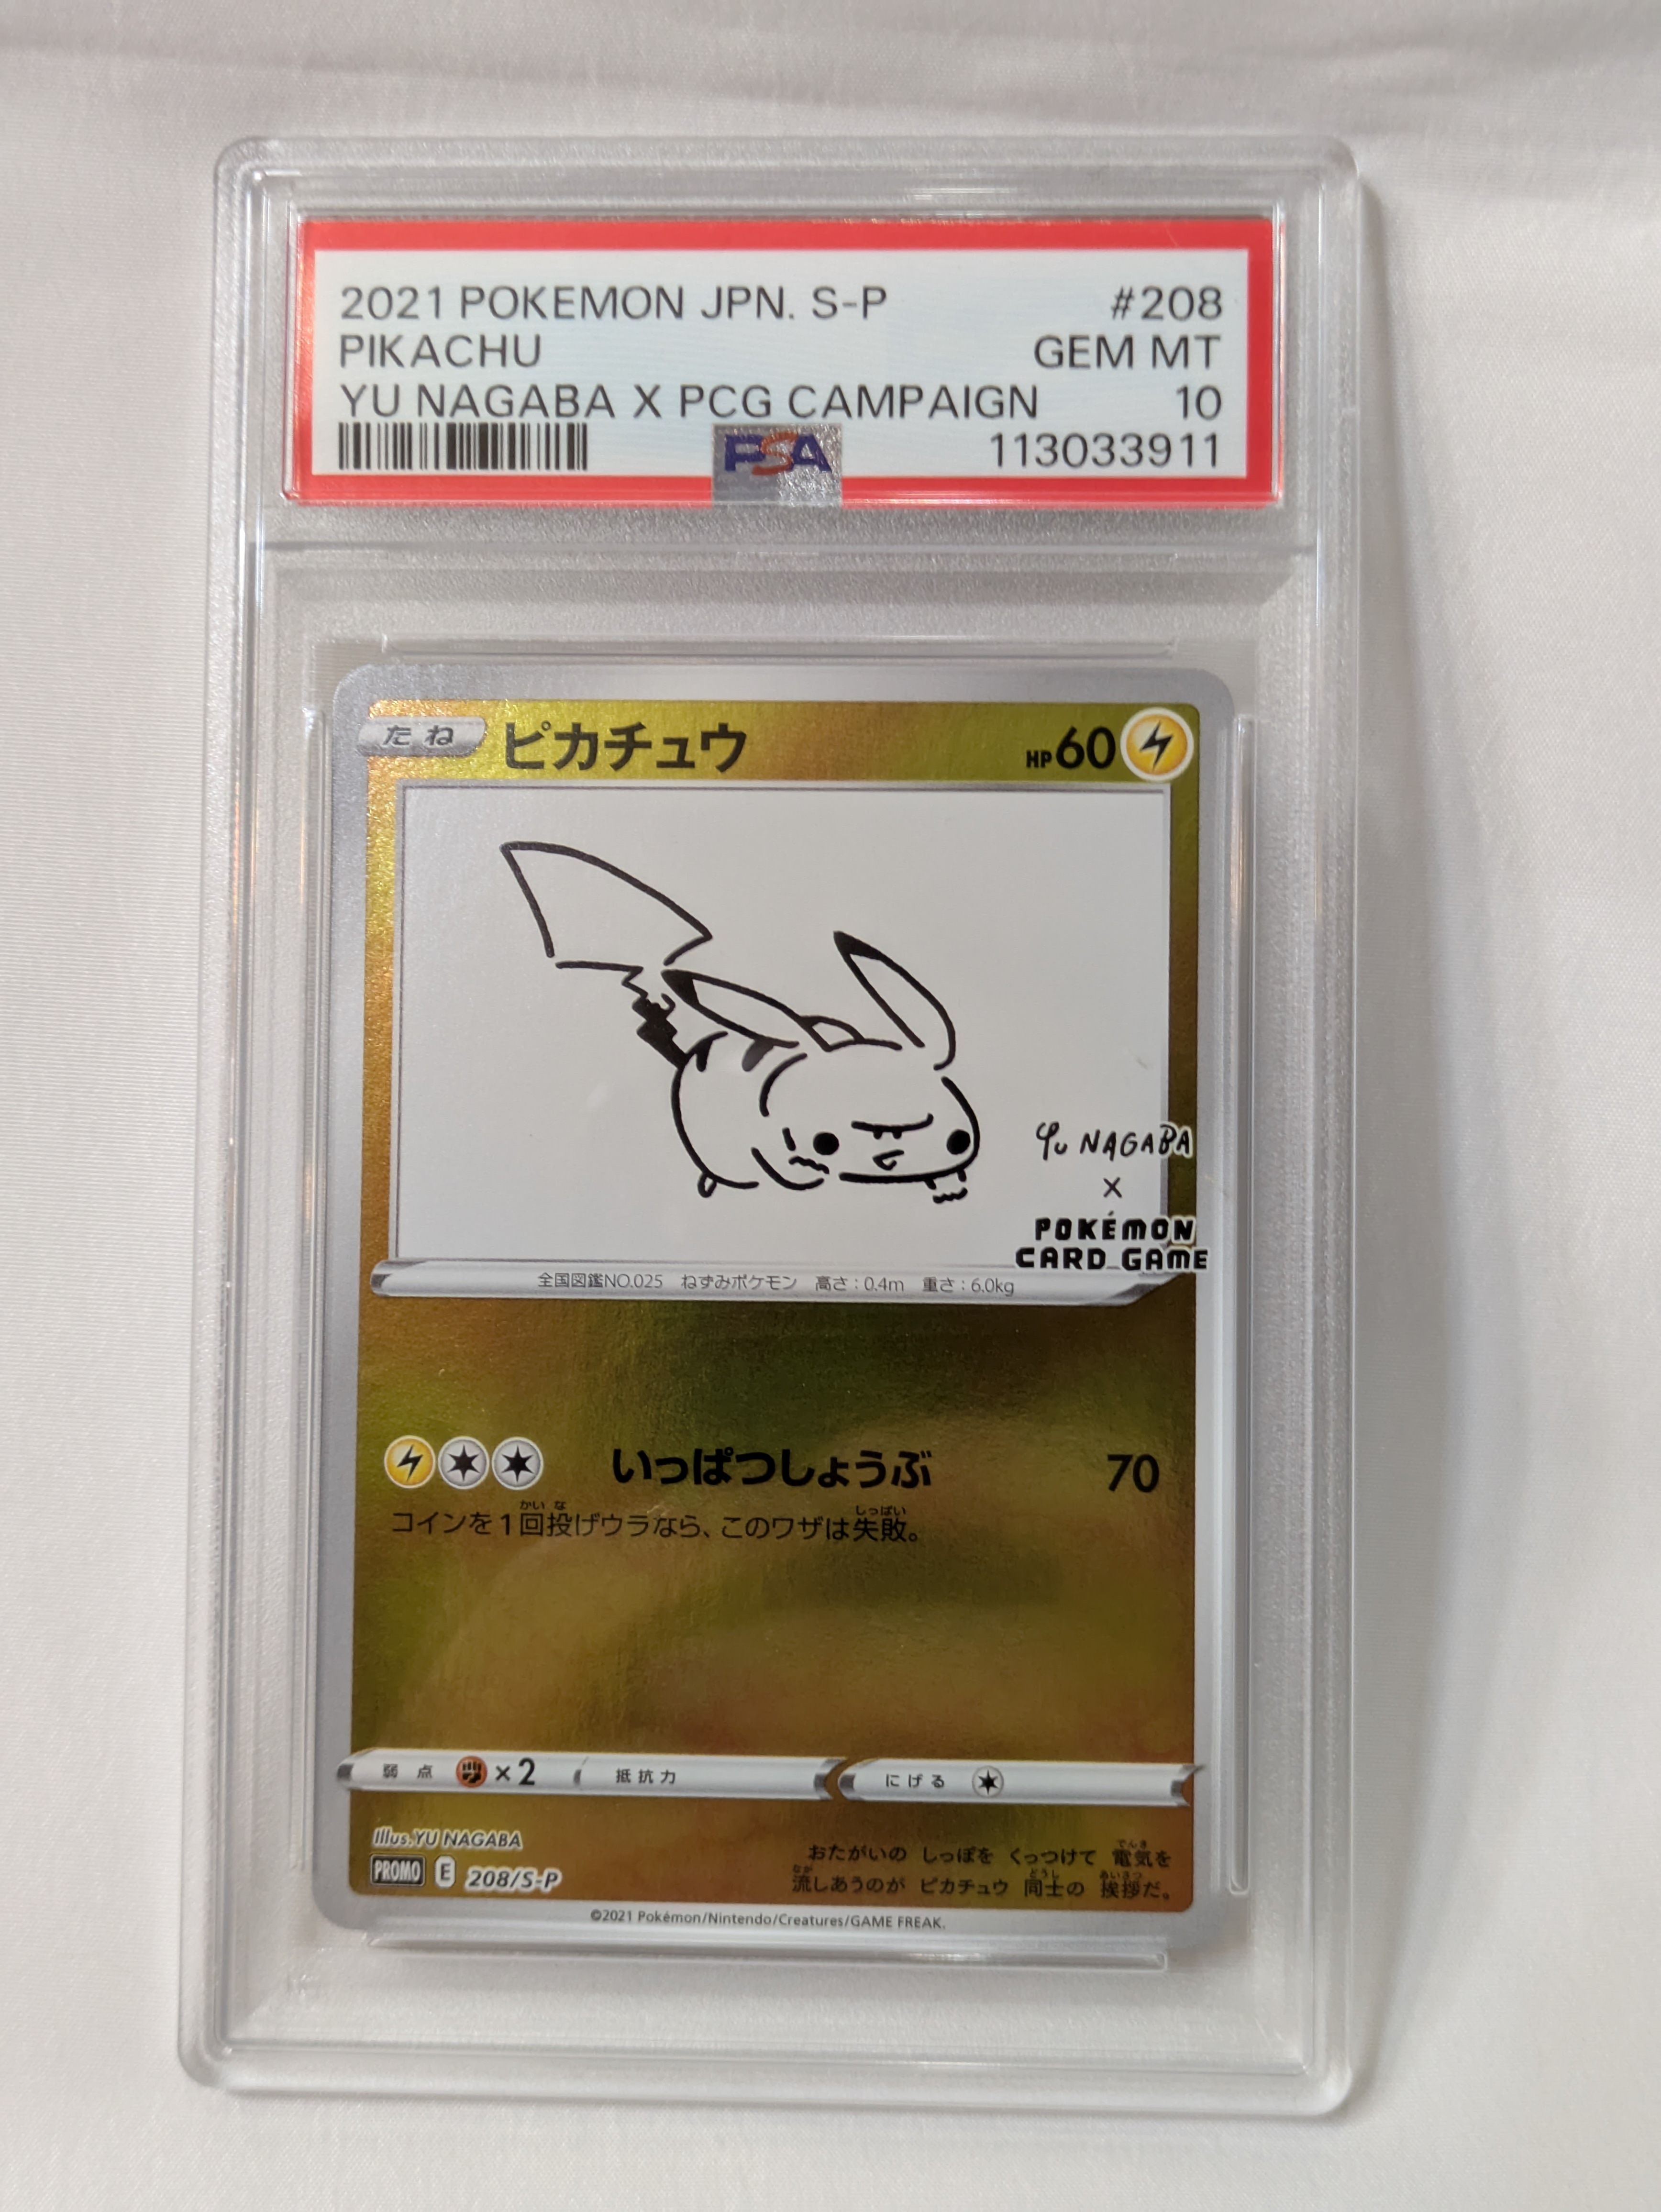 2021 POKEMON JPN. S-P #208
PIKACHU GEM MT
YU NAGABA X PCG CAMPAIGN 10
PSA 113033911
たね ピカチュウ HP60
YU NAGABA
×
POKÉMON
CARD GAME
全国図鑑NO.025 ねずみポケモン 高さ：0.4m 重さ：6.0kg
いっぱつしょうぶ 70
かいな しっぱい
コインを1回投げウラなら、このワザは失敗。
弱点 ×2 抵抗力 にげる
Illus.YU NAGABA
PROMO E 208/S-P
でんき
おたがいの しっぽを くっつけて 電気を
なが どうし あいさつ
流しあうのが ピカチュウ 同士の 挨拶だ。
©2021 Pokémon/Nintendo/Creatures/GAME FREAK.